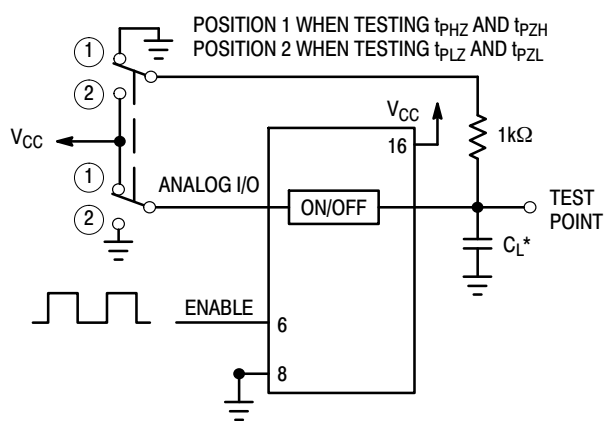 POSITION 1 WHEN TESTING tPHZ AND tPZH
POSITION 2 WHEN TESTING tPLZ AND tPZL
1
2
VCC
VCC
16
1kΩ
1
ANALOG I/O
ON/OFF
TEST
POINT
2
CL*
ENABLE
6
8